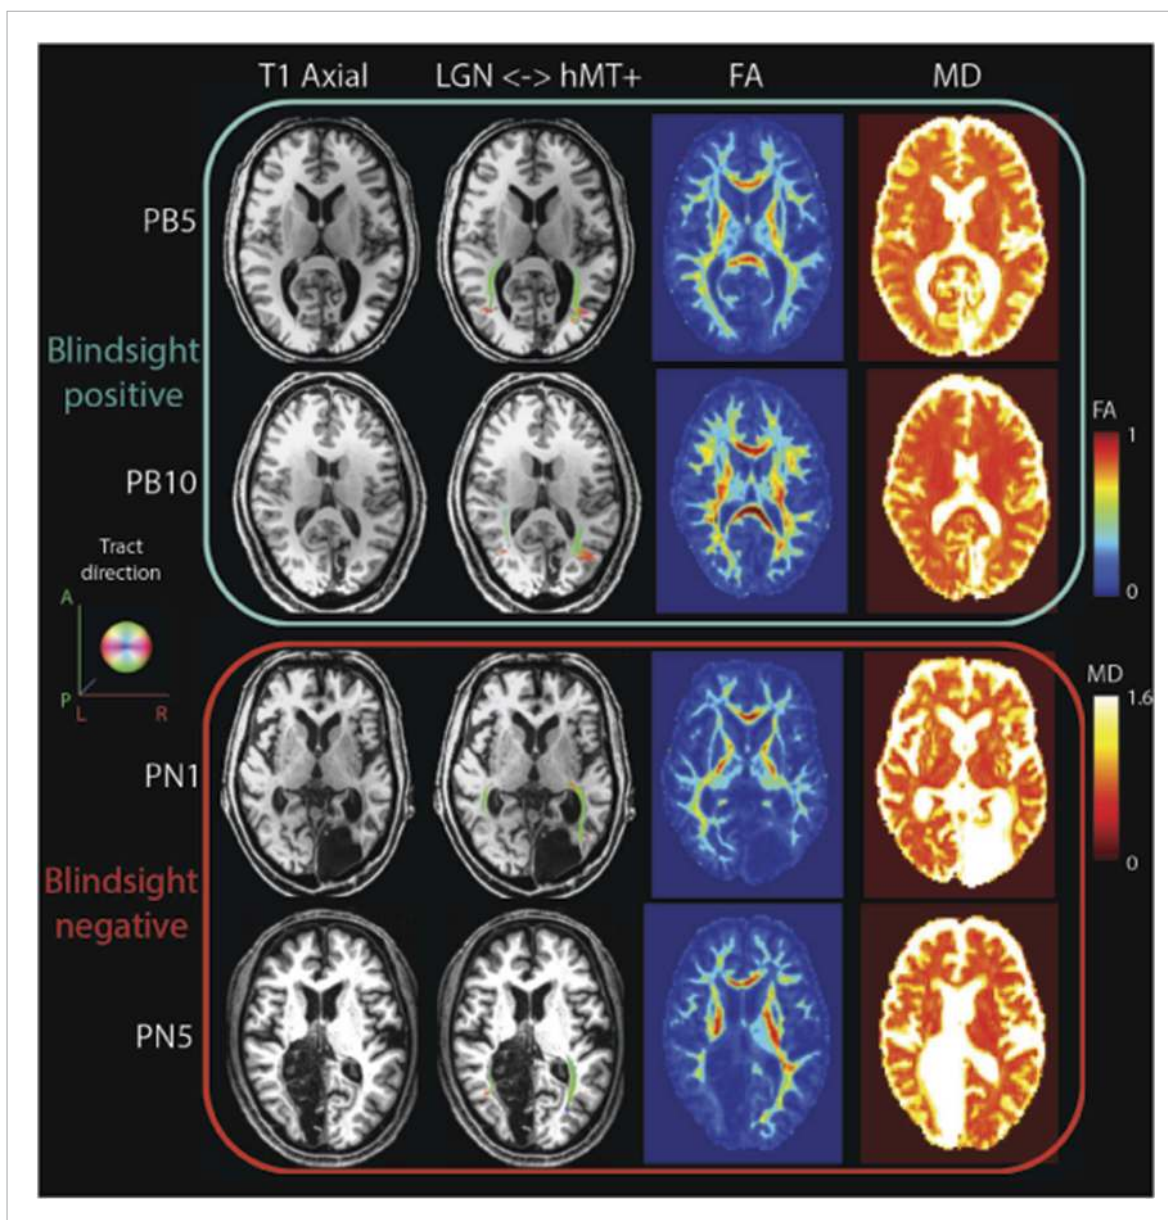 T1 Axial LGN <-> hMT+ FA MD
PB5
Blindsight
positive
PB10
FA
1
0
Tract
direction
A
P
L R
PN1
MD
1.6
0
Blindsight
negative
PN5